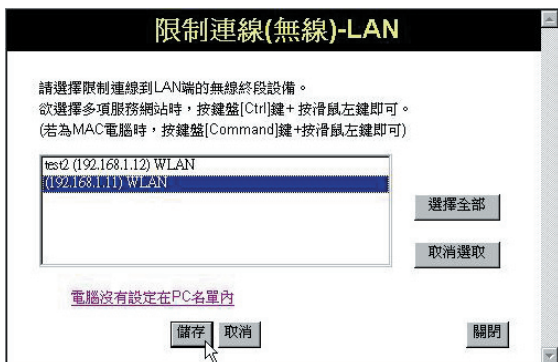 限制連線(無線)-LAN
請選擇限制連線到LAN端的無線終段設備。
欲選擇多項服務網站時，按鍵盤[Ctrl]鍵+按滑鼠左鍵即可。
(若為MAC電腦時，按鍵盤[Command]鍵+按滑鼠左鍵即可)
test2 (192.168.1.12) WLAN
(192.168.1.11) WLAN
選擇全部
取消選取
電腦沒有設定在PC名單內
儲存 取消 關閉